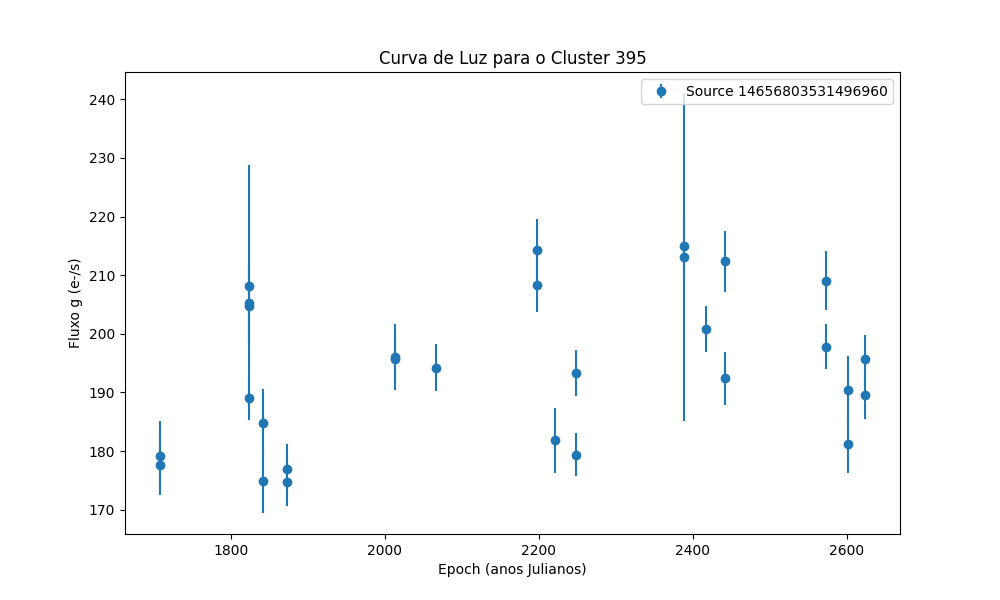 Curva de Luz para o Cluster 395
Source 14656803531496960
240
230
220
210
200
190
180
170
Fluxo g (e-/s)
1800 2000 2200 2400 2600
Epoch (anos Julianos)